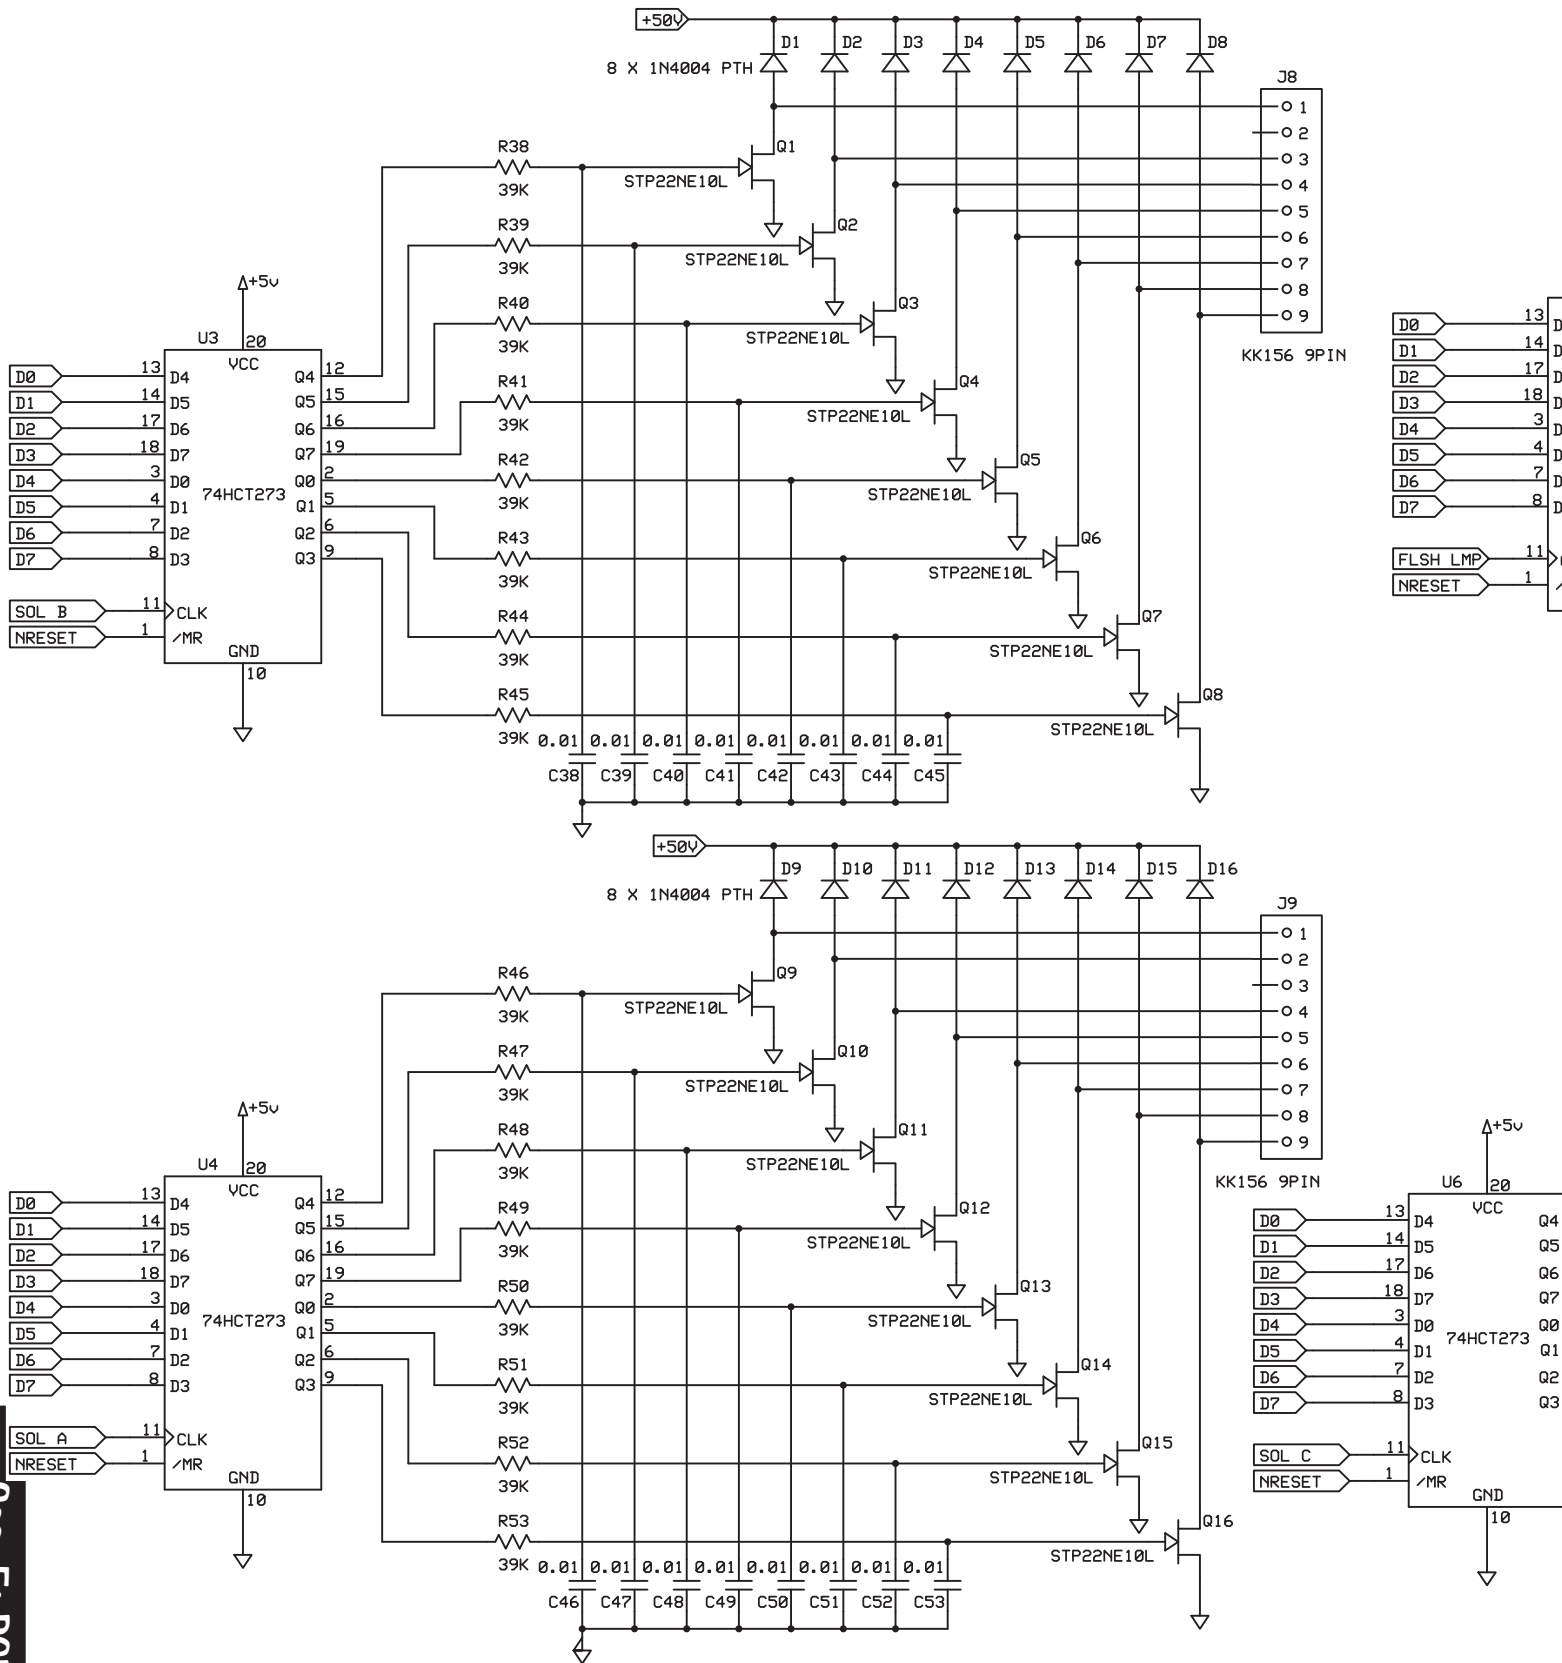 +50V
D1 D2 D3 D4 D5 D6 D7 D8
8 X 1N4004 PTH
J8
1
2
3
4
5
6
7
8
9
KK156 9PIN
R38
39K
STP22NE10L
Q1
R39
39K
STP22NE10L
Q2
R40
39K
STP22NE10L
Q3
R41
39K
STP22NE10L
Q4
R42
39K
STP22NE10L
Q5
R43
39K
STP22NE10L
Q6
R44
39K
STP22NE10L
Q7
R45
39K
STP22NE10L
Q8
0.01 0.01 0.01 0.01 0.01 0.01 0.01 0.01
C38 C39 C40 C41 C42 C43 C44 C45
+5v
U3 20
VCC
D0 13 D4 Q4 12
D1 14 D5 Q5 15
D2 17 D6 Q6 16
D3 18 D7 Q7 19
D4 3 D0 Q0 2
74HCT273
D5 4 D1 Q1 5
D6 7 D2 Q2 6
D7 8 D3 Q3 9
SOL B 11 CLK
NRESET 1 /MR
GND
10
D0 13 D
D1 14 D
D2 17 D
D3 18 D
D4 3 D
D5 4 D
D6 7 D
D7 8 D
FLSH LMP 11
NRESET 1 /
+50V
D9 D10 D11 D12 D13 D14 D15 D16
8 X 1N4004 PTH
J9
1
2
3
4
5
6
7
8
9
KK156 9PIN
R46
39K
STP22NE10L
Q9
R47
39K
STP22NE10L
Q10
R48
39K
STP22NE10L
Q11
R49
39K
STP22NE10L
Q12
R50
39K
STP22NE10L
Q13
R51
39K
STP22NE10L
Q14
R52
39K
STP22NE10L
Q15
R53
39K
STP22NE10L
Q16
0.01 0.01 0.01 0.01 0.01 0.01 0.01 0.01
C46 C47 C48 C49 C50 C51 C52 C53
+5v
U4 20
VCC
D0 13 D4 Q4 12
D1 14 D5 Q5 15
D2 17 D6 Q6 16
D3 18 D7 Q7 19
D4 3 D0 Q0 2
74HCT273
D5 4 D1 Q1 5
D6 7 D2 Q2 6
D7 8 D3 Q3 9
SOL A 11 CLK
NRESET 1 /MR
GND
10
+5v
U6 20
VCC
D0 13 D4 Q4
D1 14 D5 Q5
D2 17 D6 Q6
D3 18 D7 Q7
D4 3 D0 Q0
74HCT273
D5 4 D1 Q1
D6 7 D2 Q2
D7 8 D3 Q3
SOL C 11 CLK
NRESET 1 /MR
GND
10